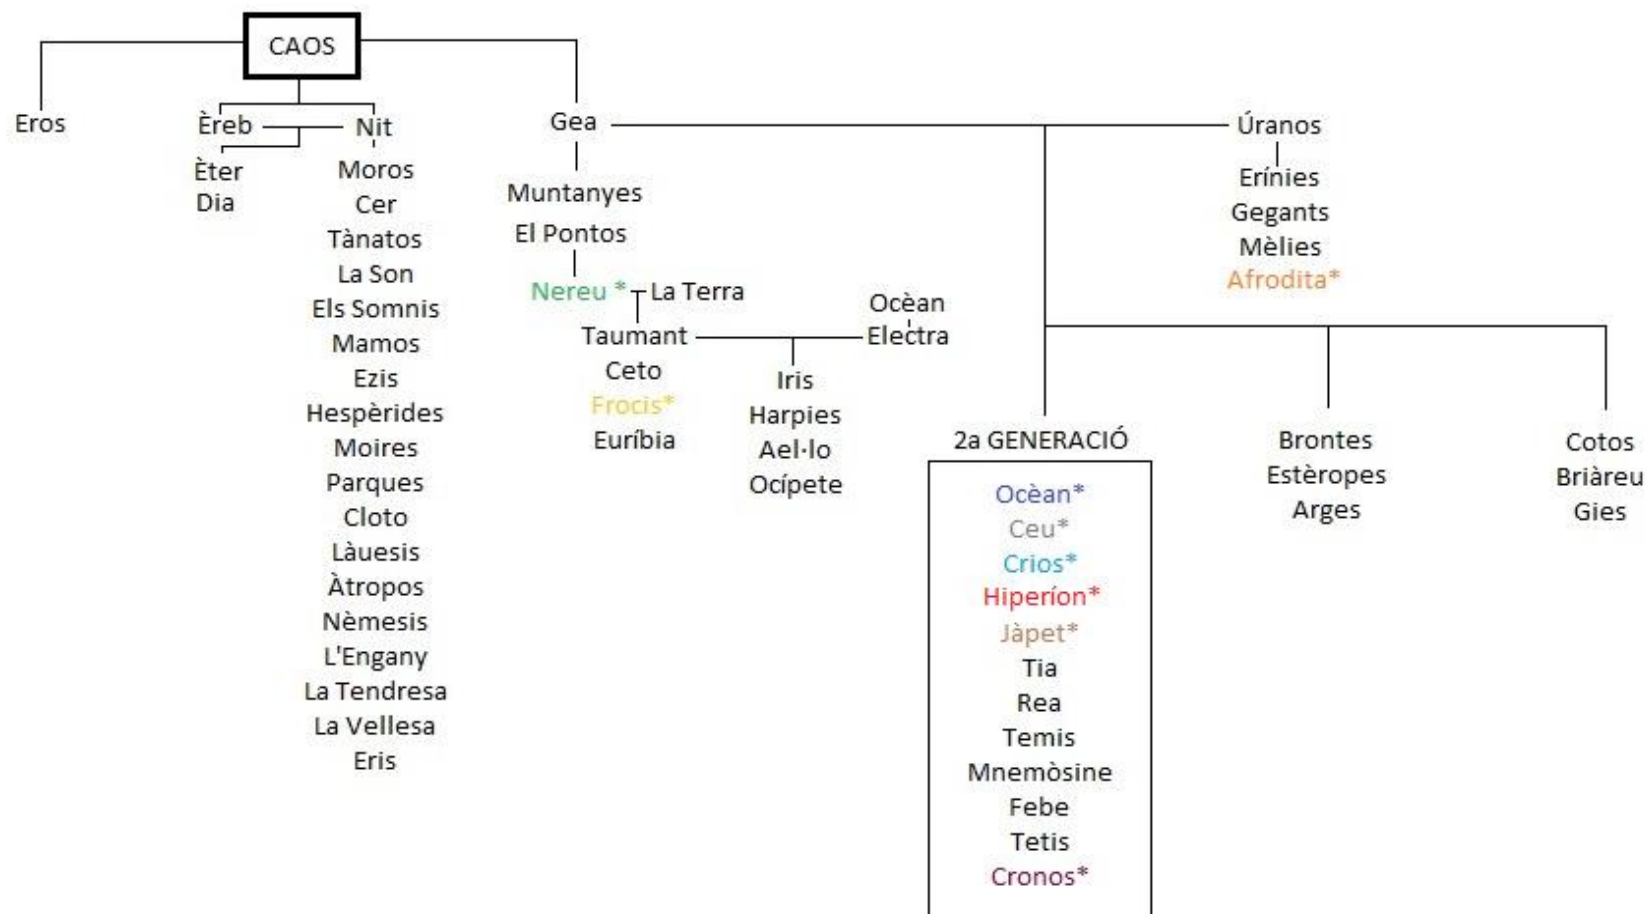 CAOS
Eros
Èreb
Nit
Gea
Úranos
Èter
Dia
Moros
Cer
Tànatos
La Son
Els Somnis
Mamos
Ezis
Hespèrides
Moires
Parques
Cloto
Làuesis
Àtropos
Nèmesis
L'Engany
La Tendresa
La Vellesa
Eris
Muntanyes
El Pontos
Nereu *
La Terra
Taumant
Ceto
Frocis*
Euríbia
Ocèan
Electra
Iris
Harpies
Ael·lo
Ocípete
Erínies
Gegants
Mèlies
Afrodita*
2a GENERACIÓ
Ocèan*
Ceu*
Crios*
Hiperíon*
Jàpet*
Tia
Rea
Temis
Mnemòsine
Febe
Tetis
Cronos*
Brontes
Estèropes
Arges
Cotos
Briàreu
Gies